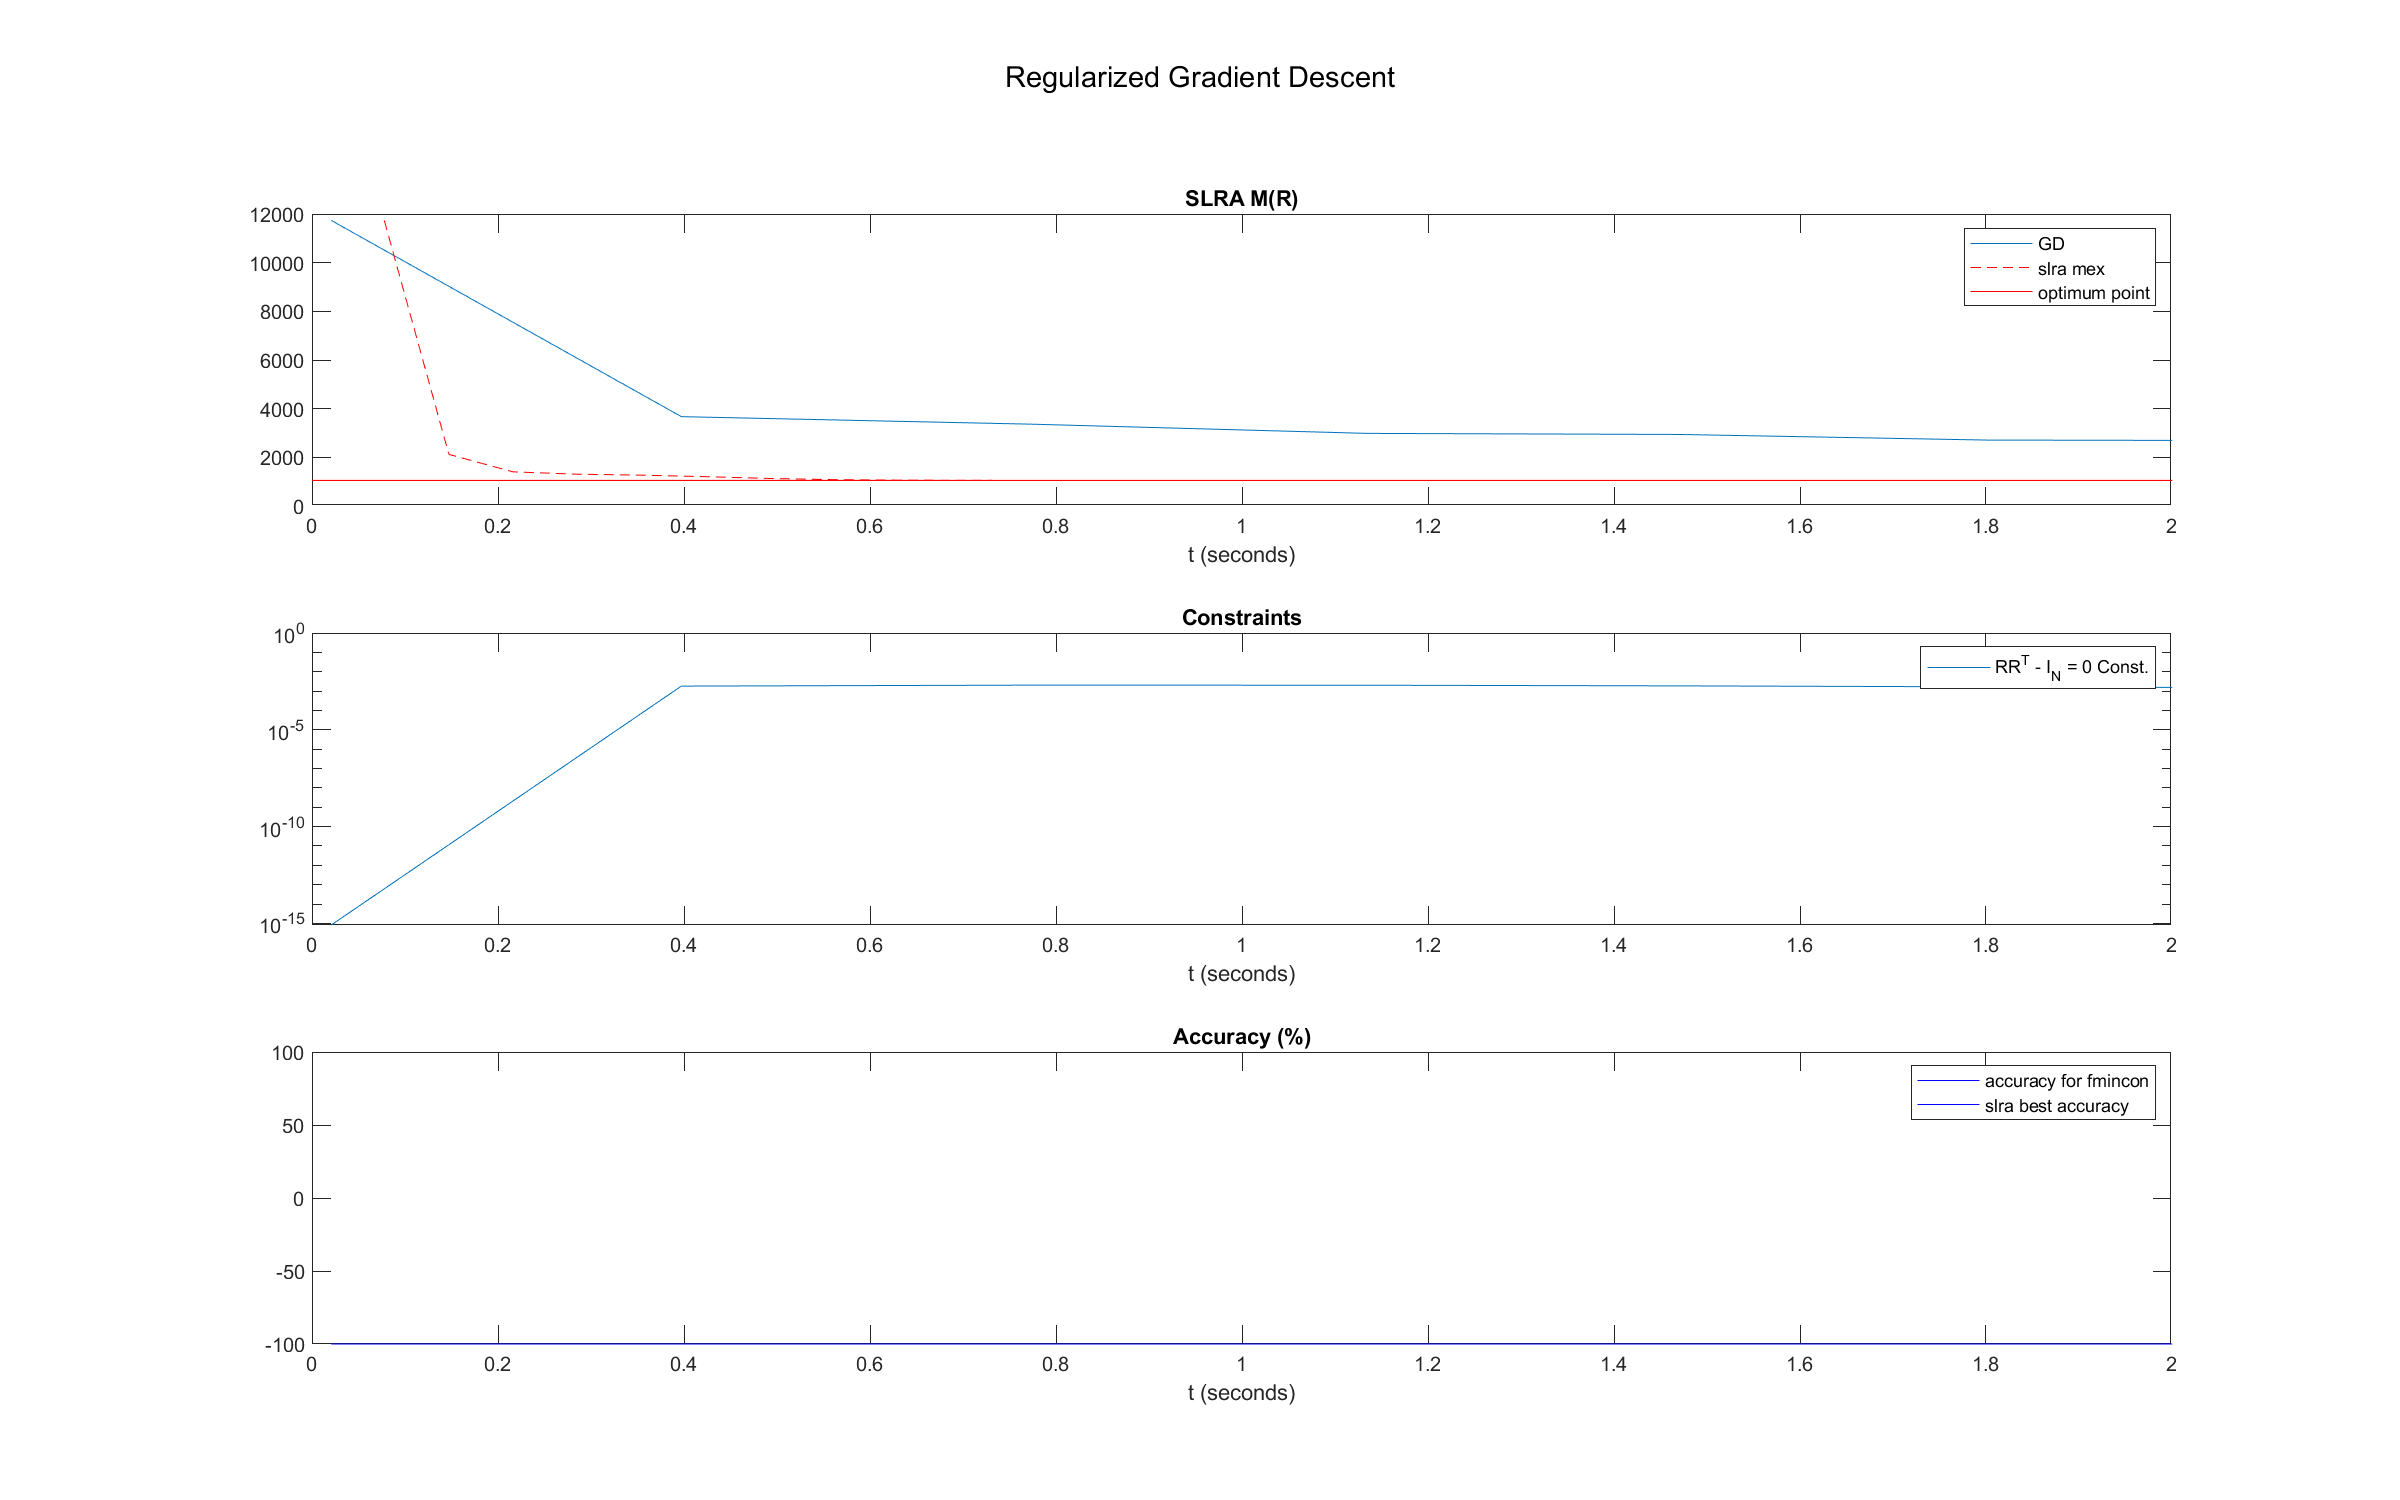 Regularized Gradient Descent
SLRA M(R)
12000
10000
8000
6000
4000
2000
0
GD
slra mex
optimum point
0 0.2 0.4 0.6 0.8 1 1.2 1.4 1.6 1.8 2
t (seconds)
Constraints
10^0
10^-5
10^-10
10^-15
RR^T - I_N = 0 Const.
0 0.2 0.4 0.6 0.8 1 1.2 1.4 1.6 1.8 2
t (seconds)
Accuracy (%)
100
50
0
-50
-100
accuracy for fmincon
slra best accuracy
0 0.2 0.4 0.6 0.8 1 1.2 1.4 1.6 1.8 2
t (seconds)